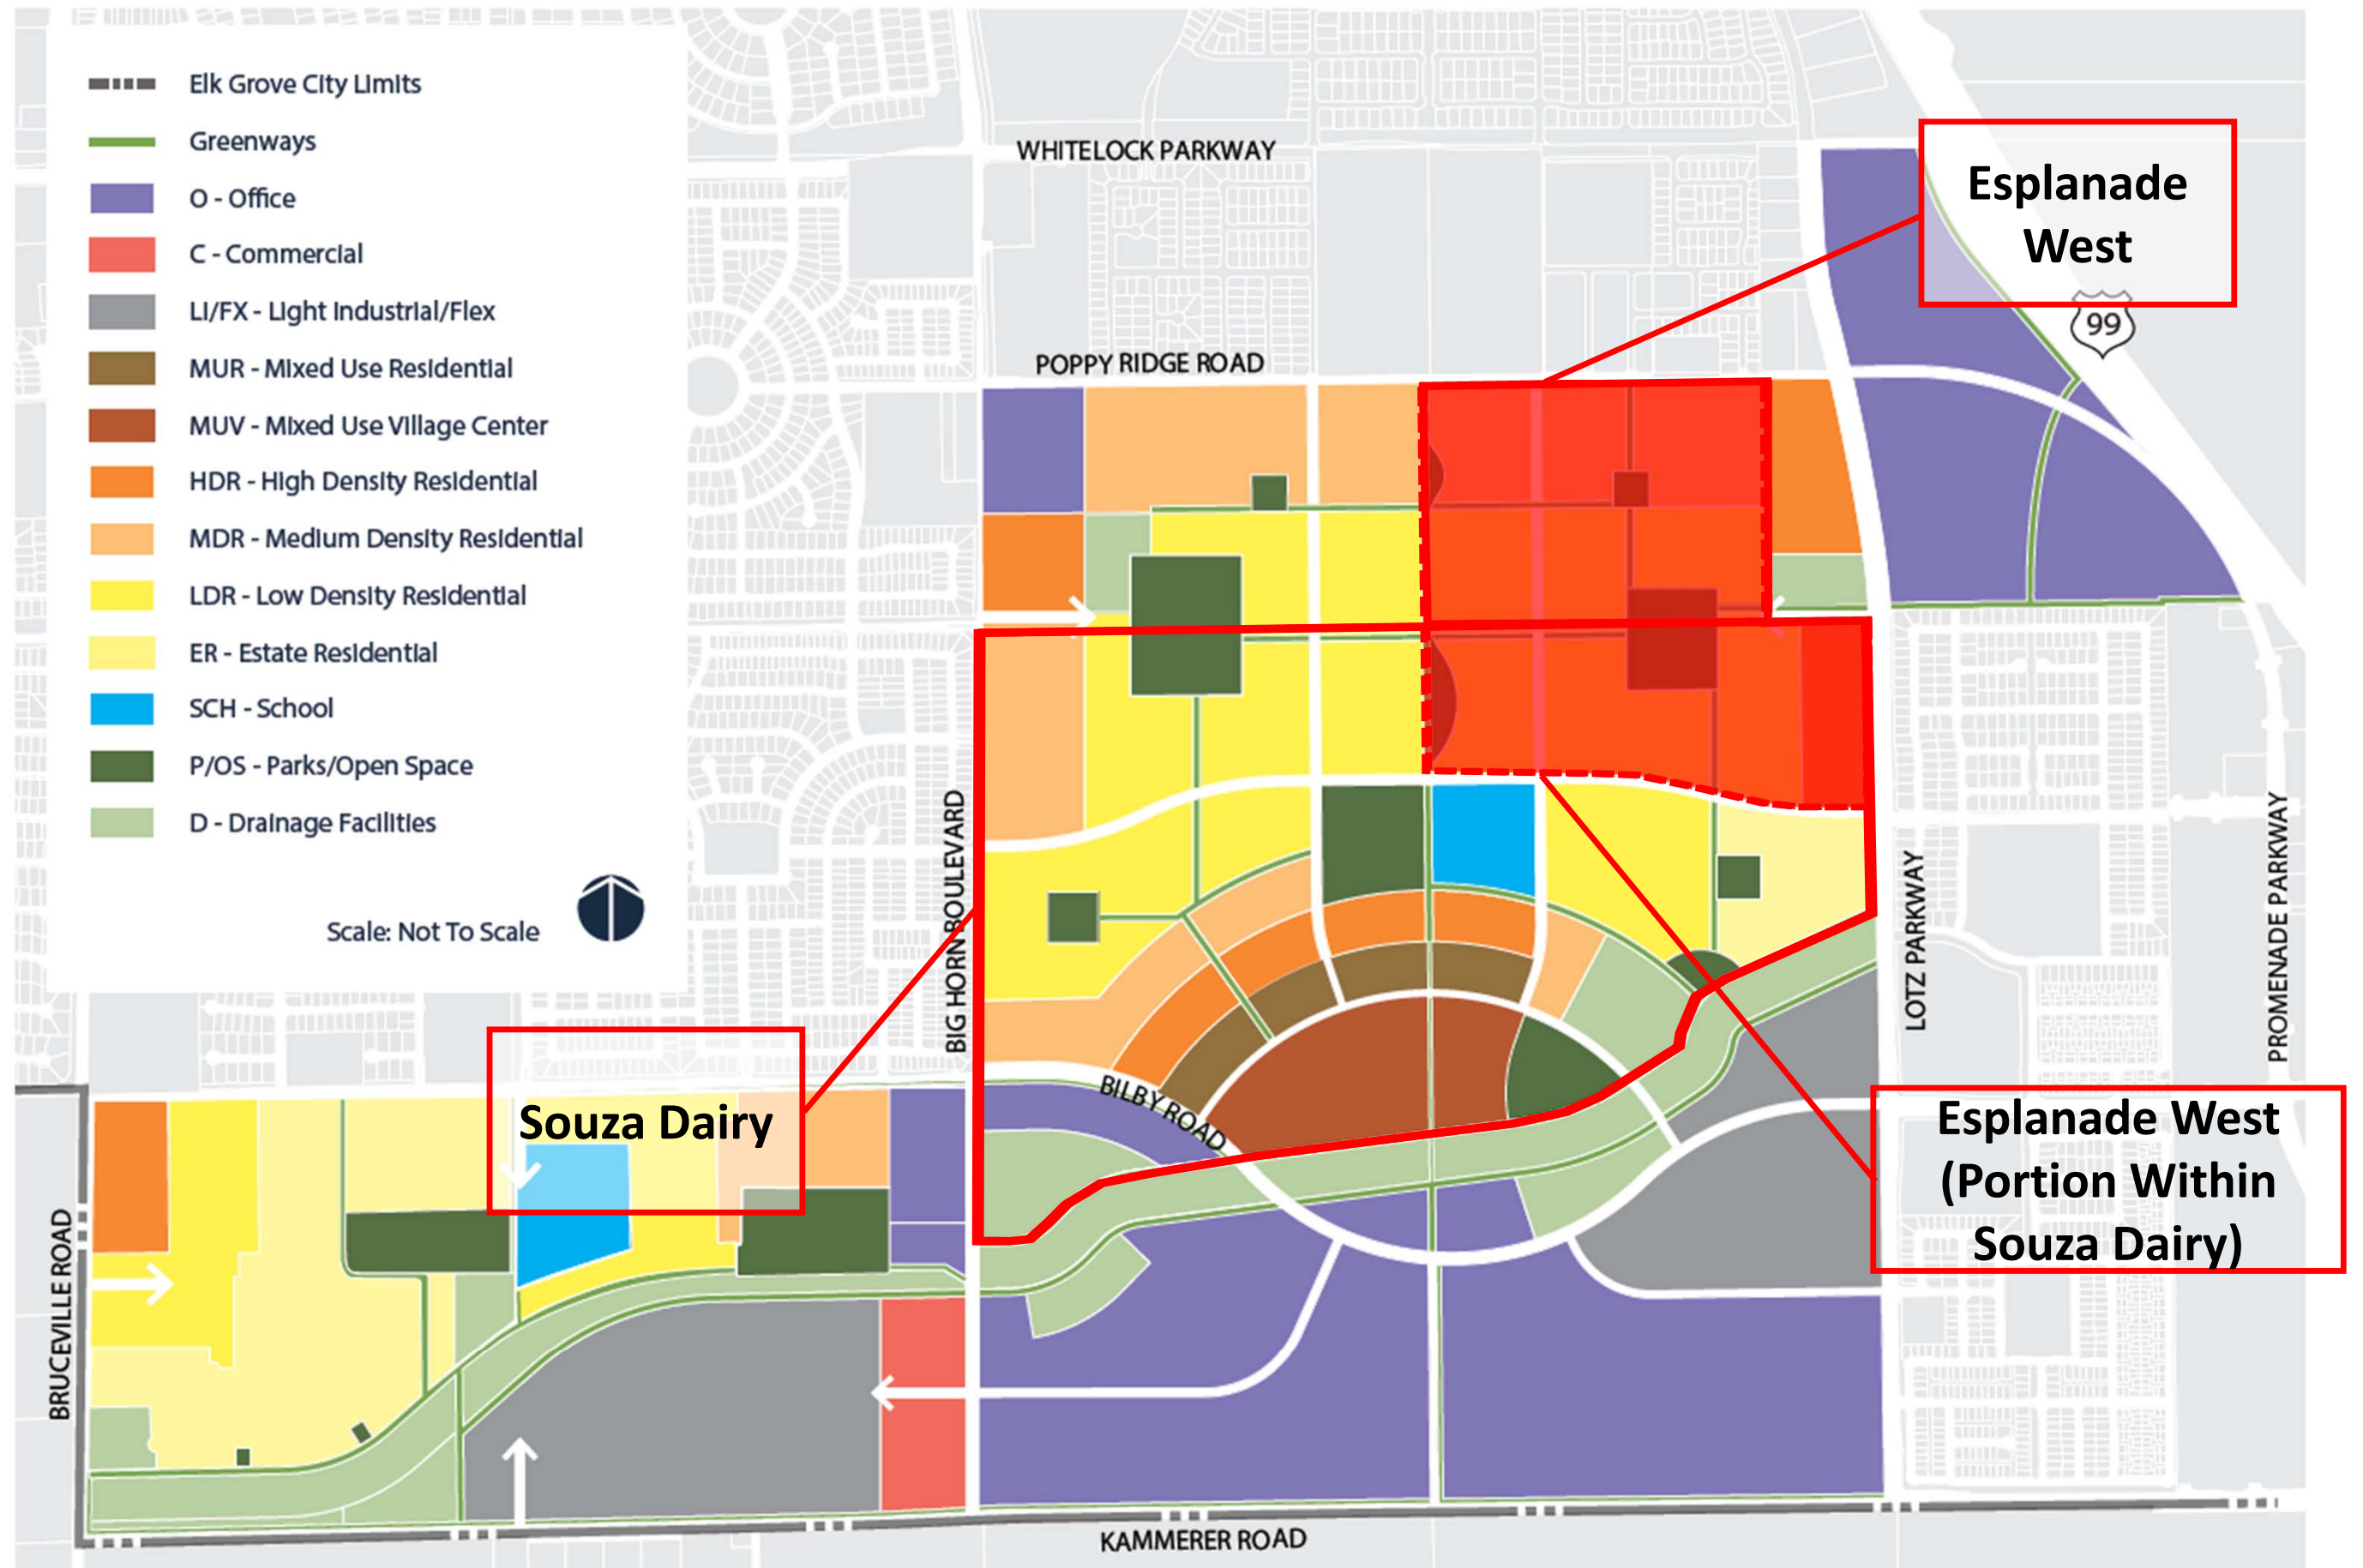 Elk Grove City Limits
Greenways
O - Office
C - Commercial
LI/FX - Light Industrial/Flex
MUR - Mixed Use Residential
MUV - Mixed Use Village Center
HDR - High Density Residential
MDR - Medium Density Residential
LDR - Low Density Residential
ER - Estate Residential
SCH - School
P/OS - Parks/Open Space
D - Drainage Facilities
Scale: Not To Scale
WHITELOCK PARKWAY
Esplanade
West
99
POPPY RIDGE ROAD
BIG HORN BOULEVARD
LOTZ PARKWAY
PROMENADE PARKWAY
Souza Dairy
BILBY ROAD
Esplanade West
(Portion Within
Souza Dairy)
BRUCEVILLE ROAD
KAMMERER ROAD